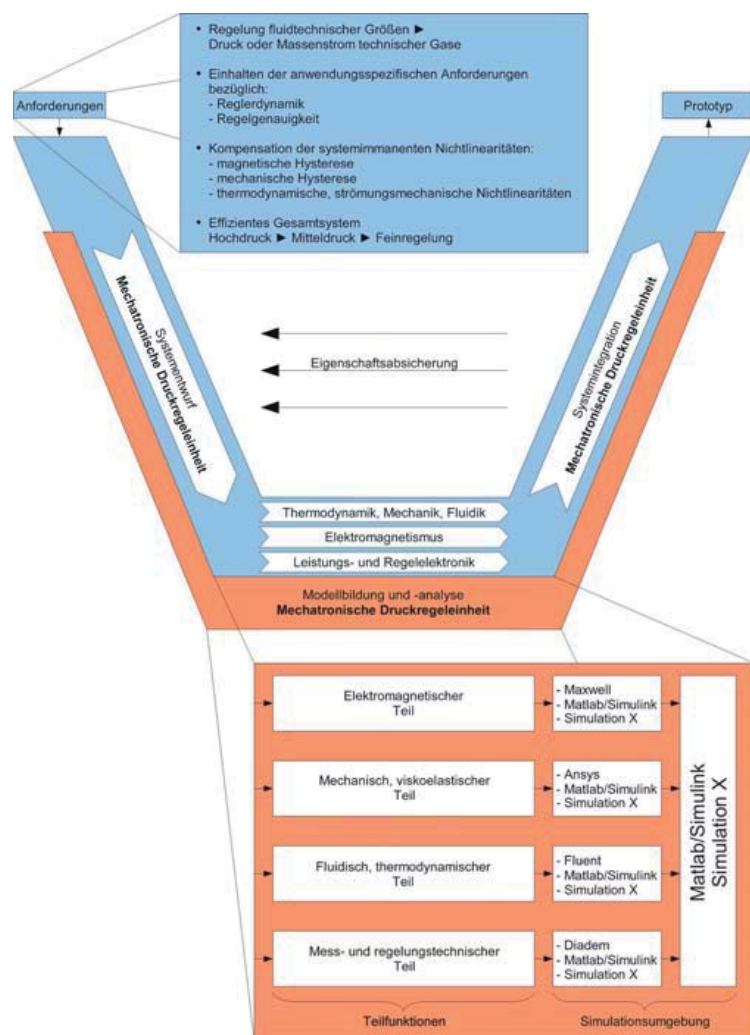 • Regelung fluidtechnischer Größen ►
Druck oder Massenstrom technischer Gase
• Einhalten der anwendungsspezifischen Anforderungen
bezüglich:
- Reglerdynamik
- Regelgenauigkeit
• Kompensation der systemimmanenten Nichtlinearitäten:
- magnetische Hysterese
- mechanische Hysterese
- thermodynamische, strömungsmechanische Nichtlinearitäten
• Effizientes Gesamtsystem
Hochdruck ► Mitteldruck ► Feinregelung
Anforderungen
Prototyp
Systementwurf
Mechatronische Druckregeleinheit
Eigenschaftsabsicherung
Systemintegration
Mechatronische Druckregeleinheit
Thermodynamik, Mechanik, Fluidik
Elektromagnetismus
Leistungs- und Regelelektronik
Modellbildung und -analyse
Mechatronische Druckregeleinheit
Elektromagnetischer
Teil
- Maxwell
- Matlab/Simulink
- Simulation X
Mechanisch, viskoelastischer
Teil
- Ansys
- Matlab/Simulink
- Simulation X
Fluidisch, thermodynamischer
Teil
- Fluent
- Matlab/Simulink
- Simulation X
Mess- und regelungstechnischer
Teil
- Diadem
- Matlab/Simulink
- Simulation X
Matlab/Simulink
Simulation X
Teilfunktionen
Simulationsumgebung